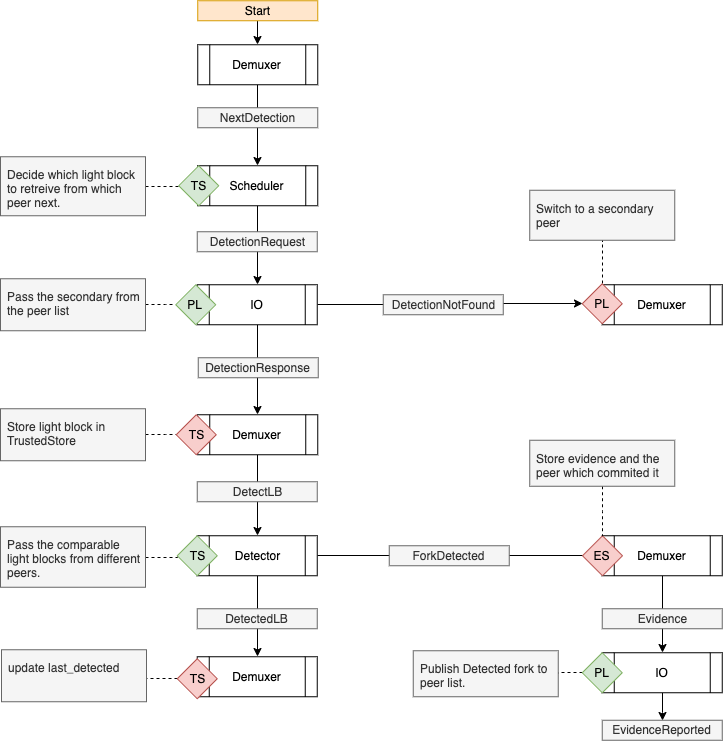 Start
Demuxer
NextDetection
Decide which light block
to retreive from which
peer next.
TS
Scheduler
DetectionRequest
Switch to a secondary
peer
Pass the secondary from
the peer list
PL
IO
DetectionNotFound
PL
Demuxer
DetectionResponse
Store light block in
TrustedStore
TS
Demuxer
Store evidence and the
peer which commited it
DetectLB
Pass the comparable
light blocks from different
peers.
TS
Detector
ForkDetected
ES
Demuxer
DetectedLB
Evidence
update last_detected
TS
Demuxer
Publish Detected fork to
peer list.
PL
IO
EvidenceReported